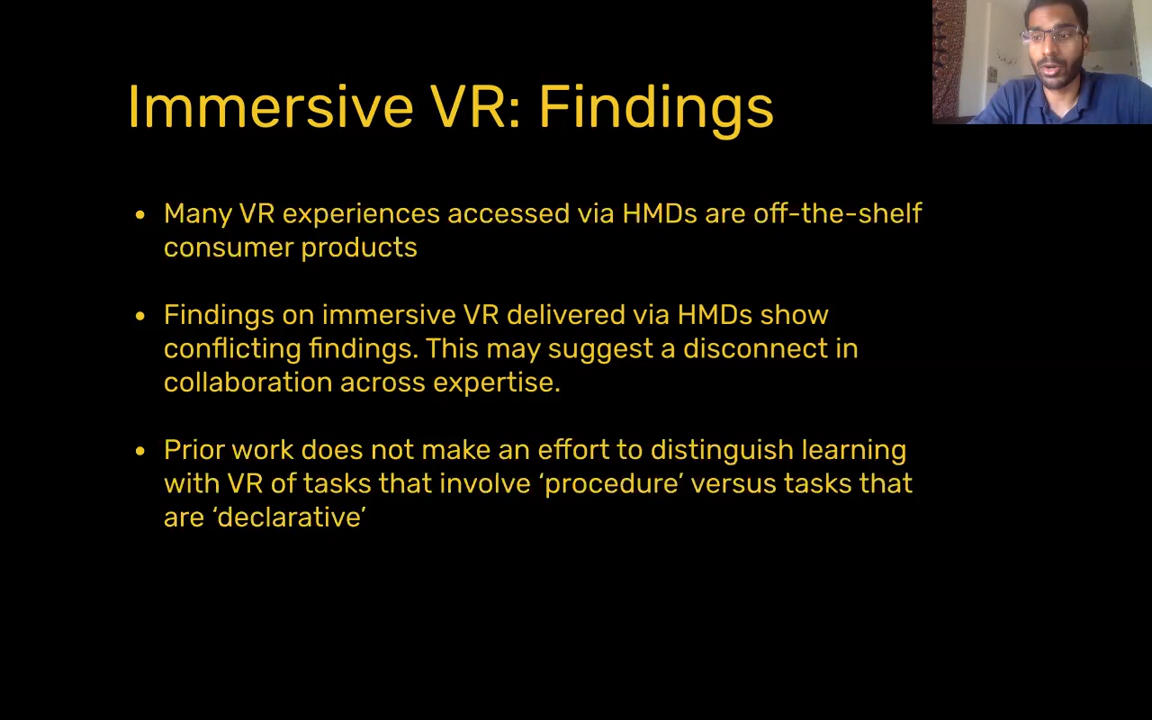 Immersive VR: Findings
• Many VR experiences accessed via HMDs are off-the-shelf
consumer products
• Findings on immersive VR delivered via HMDs show
conflicting findings. This may suggest a disconnect in
collaboration across expertise.
• Prior work does not make an effort to distinguish learning
with VR of tasks that involve ‘procedure’ versus tasks that
are ‘declarative’